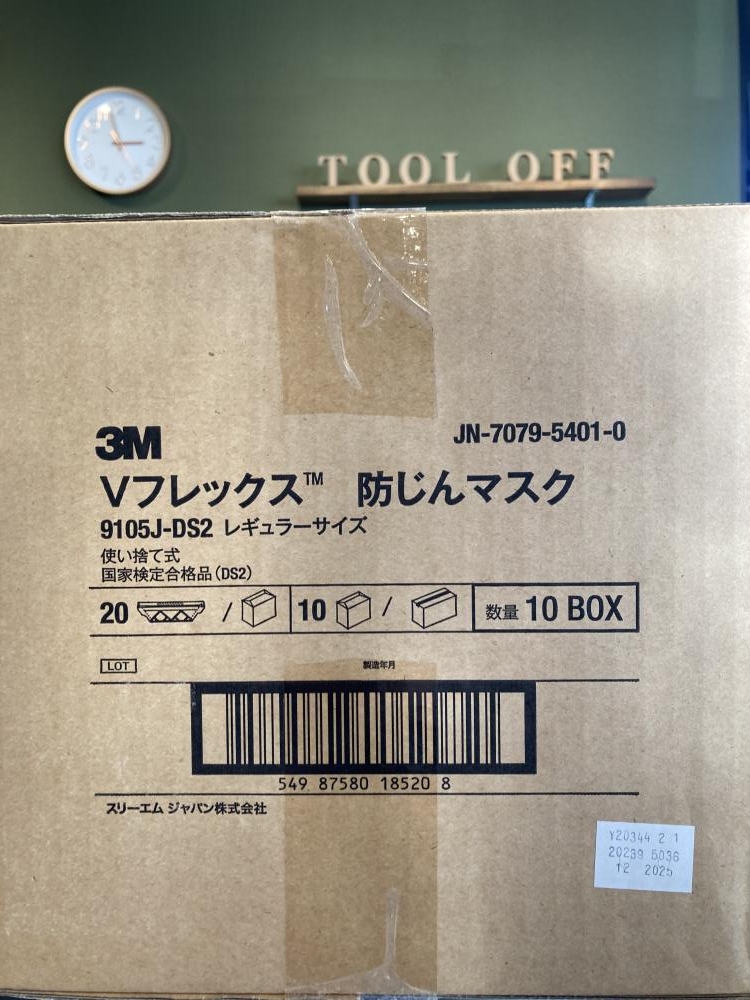 TOOL OFF
3M
JN-7079-5401-0
Vフレックス™ 防じんマスク
9105J-DS2 レギュラーサイズ
使い捨て式
国家検定合格品(DS2)
20 / 10 / 数量 10 BOX
LOT 製造年月
549 87580 18520 8
スリーエム ジャパン株式会社
Y20344 2 1
20239 5036
12 2025